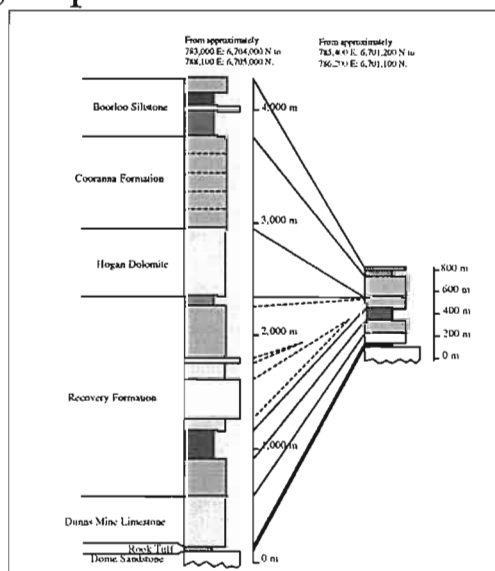 From approximately
783,000 E: 6,704,000 N to
788,100 E: 6,705,000 N.
From approximately
E: 6,701,200 N to
6,701,100 N.
Boorloo Siltstone
Cooranna Formation
Hogan Dolomite
Recovery Formation
Dunns Mine Limestone
Rook Tuff
Dome Sandstone
4,000 m
3,000 m
2,000 m
1,000 m
0 m
800 m
600 m
400 m
200 m
0 m